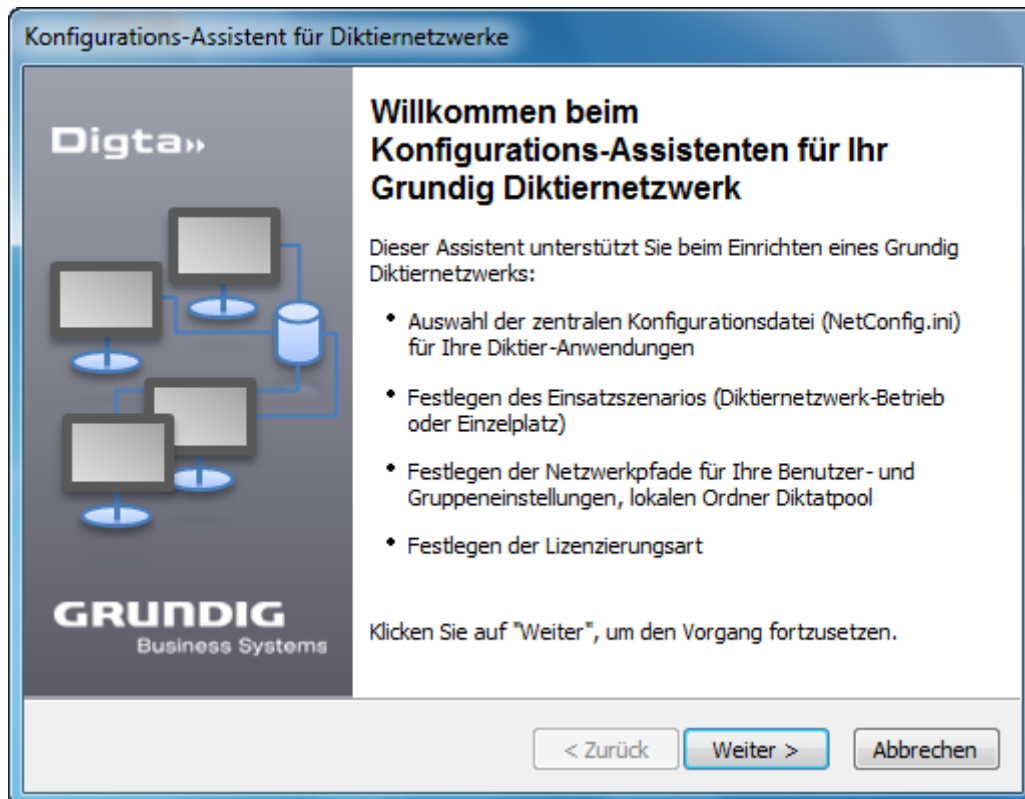 Konfigurations-Assistent für Diktiernetzwerke
Digta»
Willkommen beim
Konfigurations-Assistenten für Ihr
Grundig Diktiernetzwerk
Dieser Assistent unterstützt Sie beim Einrichten eines Grundig
Diktiernetzwerks:
• Auswahl der zentralen Konfigurationsdatei (NetConfig.ini)
für Ihre Diktier-Anwendungen
• Festlegen des Einsatzszenarios (Diktiernetzwerk-Betrieb
oder Einzelplatz)
• Festlegen der Netzwerkpfade für Ihre Benutzer- und
Gruppeneinstellungen, lokalen Ordner Diktatpool
• Festlegen der Lizenzierungsart
GRUNDIG
Business Systems
Klicken Sie auf "Weiter", um den Vorgang fortzusetzen.
< Zurück
Weiter >
Abbrechen